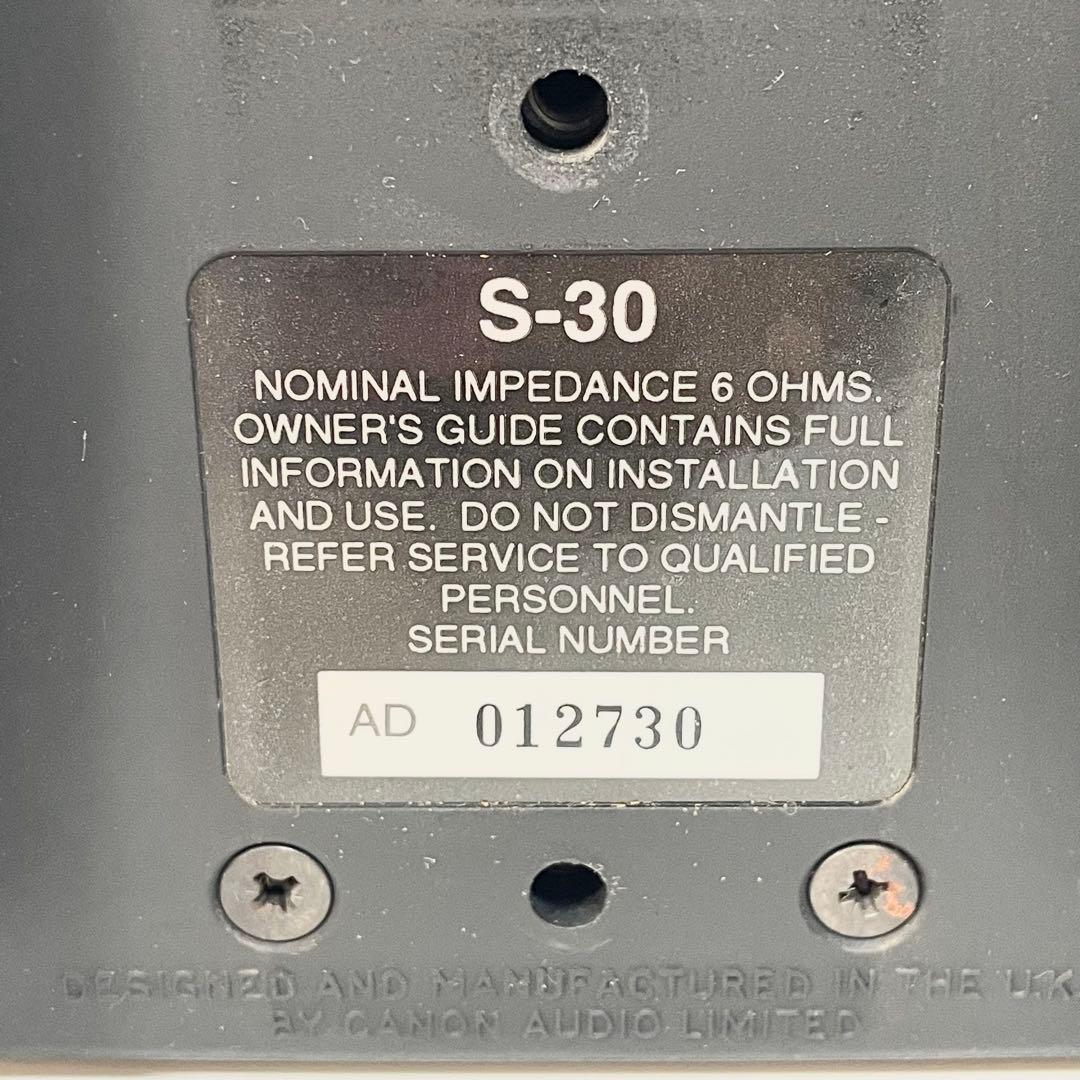 S-30
NOMINAL IMPEDANCE 6 OHMS.
OWNER'S GUIDE CONTAINS FULL
INFORMATION ON INSTALLATION
AND USE. DO NOT DISMANTLE -
REFER SERVICE TO QUALIFIED
PERSONNEL.
SERIAL NUMBER
AD 012730
DESIGNED AND MANUFACTURED IN THE U.K.
BY CANON AUDIO LIMITED